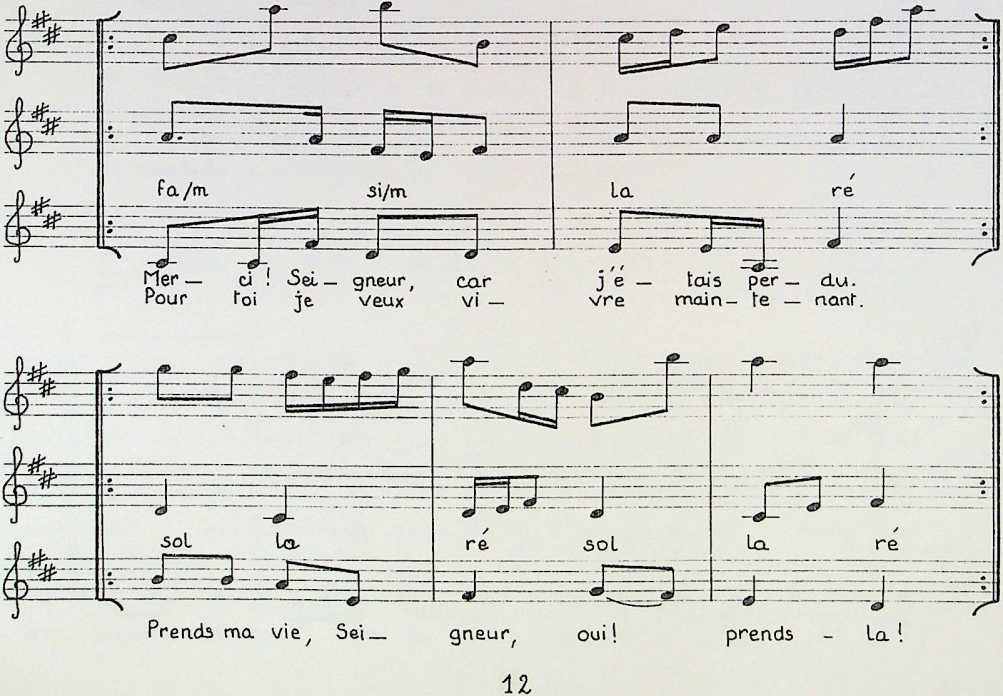 fa/m si/m la ré
Mer— ci! Sei— gneur, car j'é— tais per— du.
Pour toi je veux vi— vre main— te— nant.
sol la ré sol la ré
Prends ma vie, Sei— gneur, oui! prends - la!
12